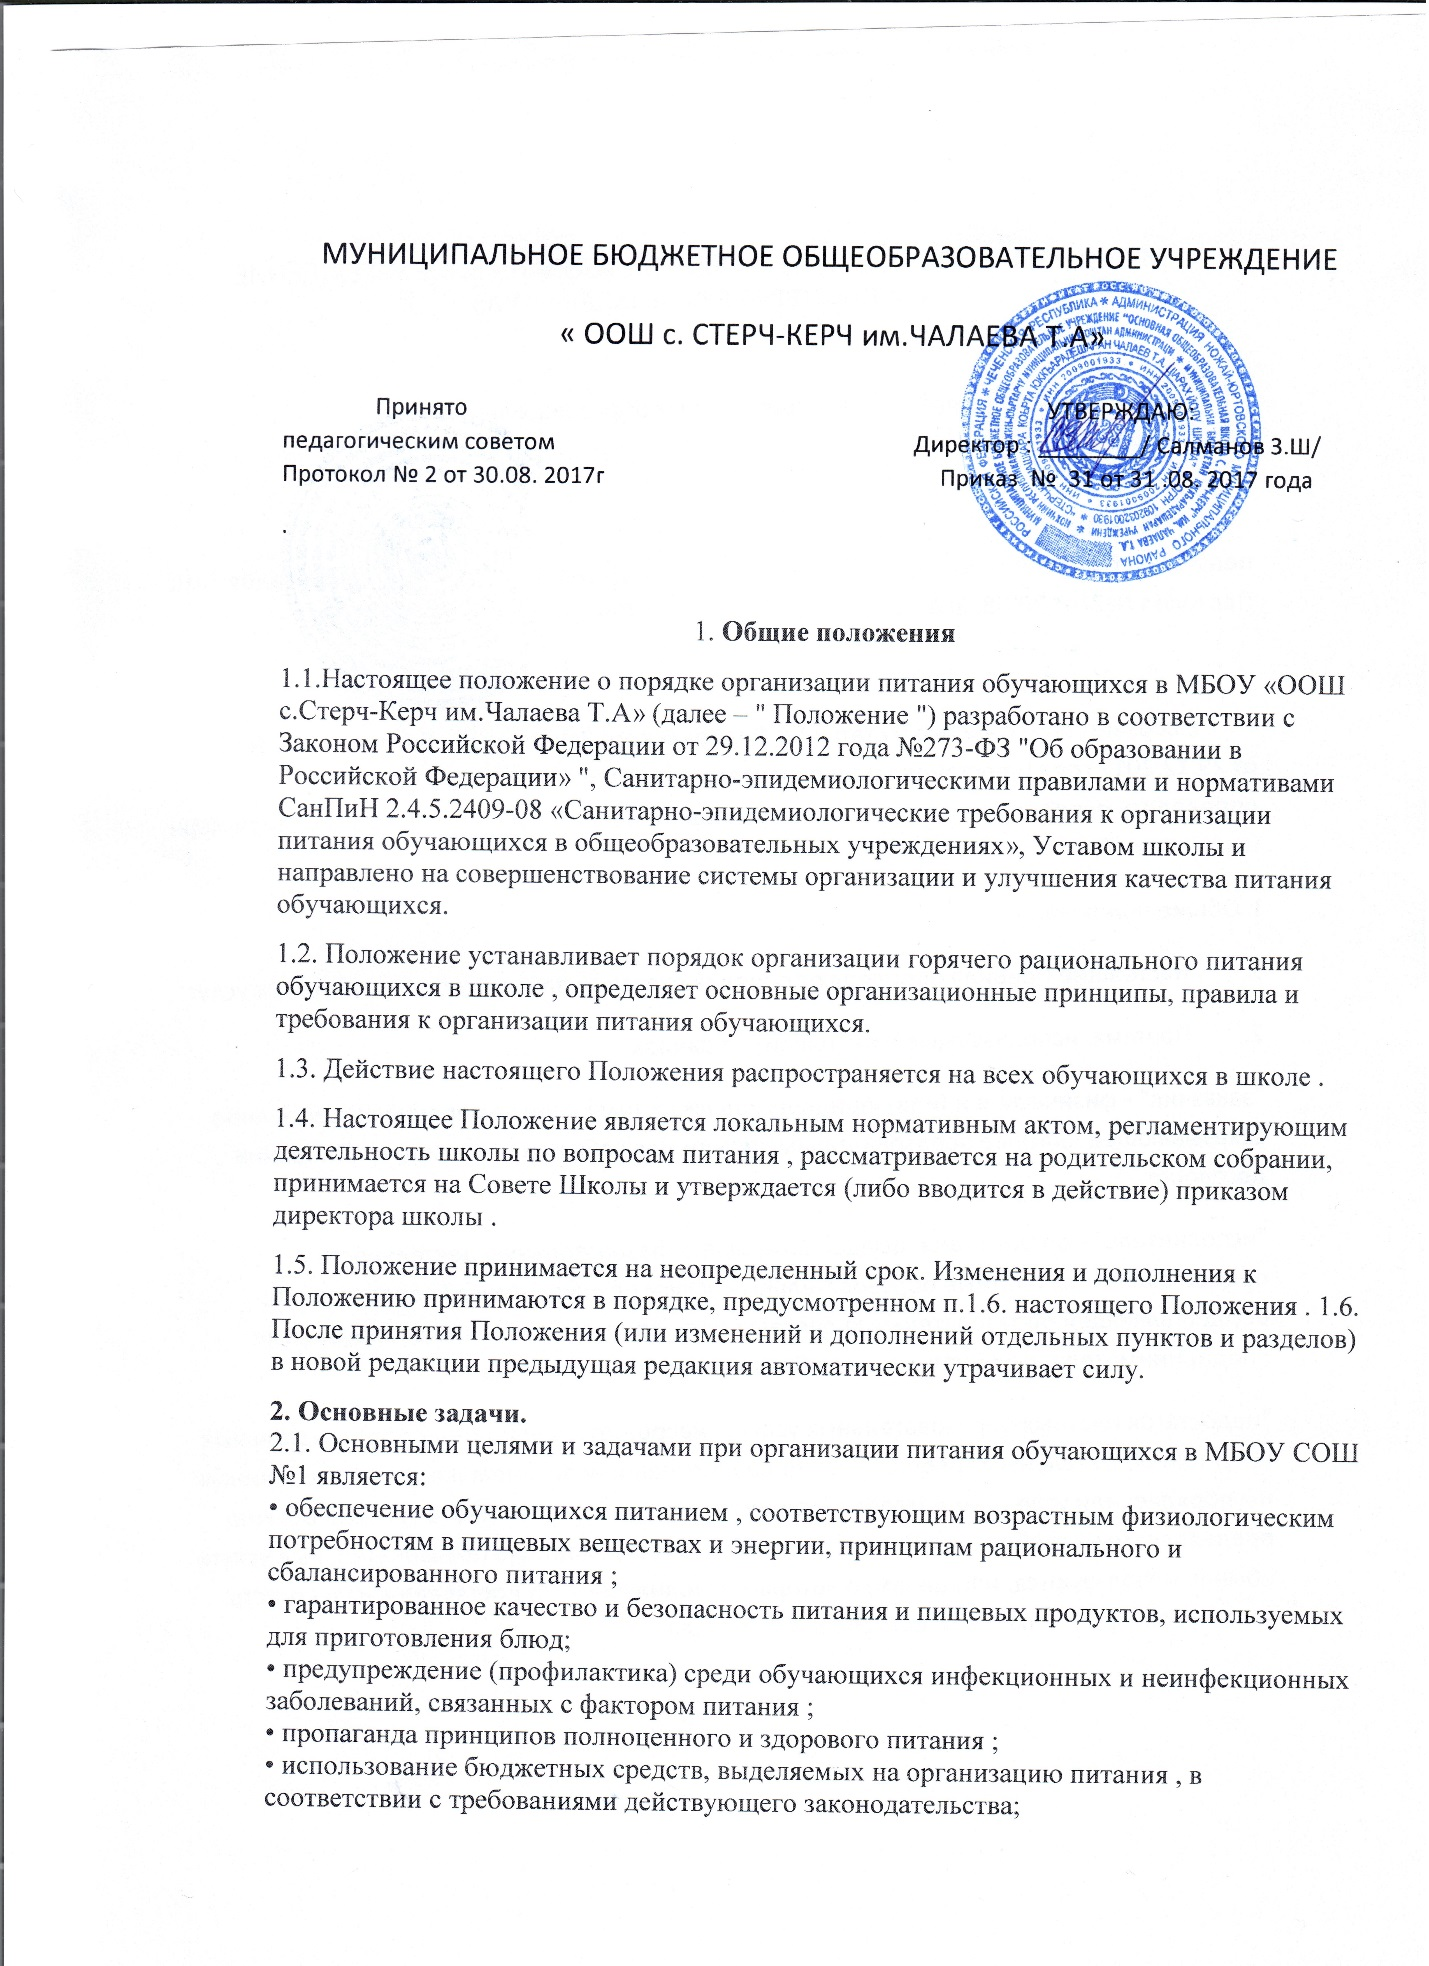 МУНИЦИПАЛЬНОЕ БЮДЖЕТНОЕ ОБЩЕОБРАЗОВАТЕЛЬНОЕ УЧРЕЖДЕНИЕ
« ООШ с. СТЕРЧ-КЕРЧ им.ЧАЛАЕВА Т.А»
Принято
УТВЕРЖДАЮ:
педагогическим советом
Директор : ________/ Салманов З.Ш/
Протокол № 2 от 30.08. 2017г
Приказ № 31 от 31 .08. 2017 года
.
1. Общие положения
1.1.Настоящее положение о порядке организации питания обучающихся в МБОУ «ООШ
с.Стерч-Керч им.Чалаева Т.А» (далее – " Положение ") разработано в соответствии с
Законом Российской Федерации от 29.12.2012 года №273-ФЗ "Об образовании в
Российской Федерации» ", Санитарно-эпидемиологическими правилами и нормативами
СанПиН 2.4.5.2409-08 «Санитарно-эпидемиологические требования к организации
питания обучающихся в общеобразовательных учреждениях», Уставом школы и
направлено на совершенствование системы организации и улучшения качества питания
обучающихся.
1.2. Положение устанавливает порядок организации горячего рационального питания
обучающихся в школе , определяет основные организационные принципы, правила и
требования к организации питания обучающихся.
1.3. Действие настоящего Положения распространяется на всех обучающихся в школе .
1.4. Настоящее Положение является локальным нормативным актом, регламентирующим
деятельность школы по вопросам питания , рассматривается на родительском собрании,
принимается на Совете Школы и утверждается (либо вводится в действие) приказом
директора школы .
1.5. Положение принимается на неопределенный срок. Изменения и дополнения к
Положению принимаются в порядке, предусмотренном п.1.6. настоящего Положения . 1.6.
После принятия Положения (или изменений и дополнений отдельных пунктов и разделов)
в новой редакции предыдущая редакция автоматически утрачивает силу.
2. Основные задачи.
2.1. Основными целями и задачами при организации питания обучающихся в МБОУ СОШ
№1 является:
• обеспечение обучающихся питанием , соответствующим возрастным физиологическим
потребностям в пищевых веществах и энергии, принципам рационального и
сбалансированного питания ;
• гарантированное качество и безопасность питания и пищевых продуктов, используемых
для приготовления блюд;
• предупреждение (профилактика) среди обучающихся инфекционных и неинфекционных
заболеваний, связанных с фактором питания ;
• пропаганда принципов полноценного и здорового питания ;
• использование бюджетных средств, выделяемых на организацию питания , в
соответствии с требованиями действующего законодательства;